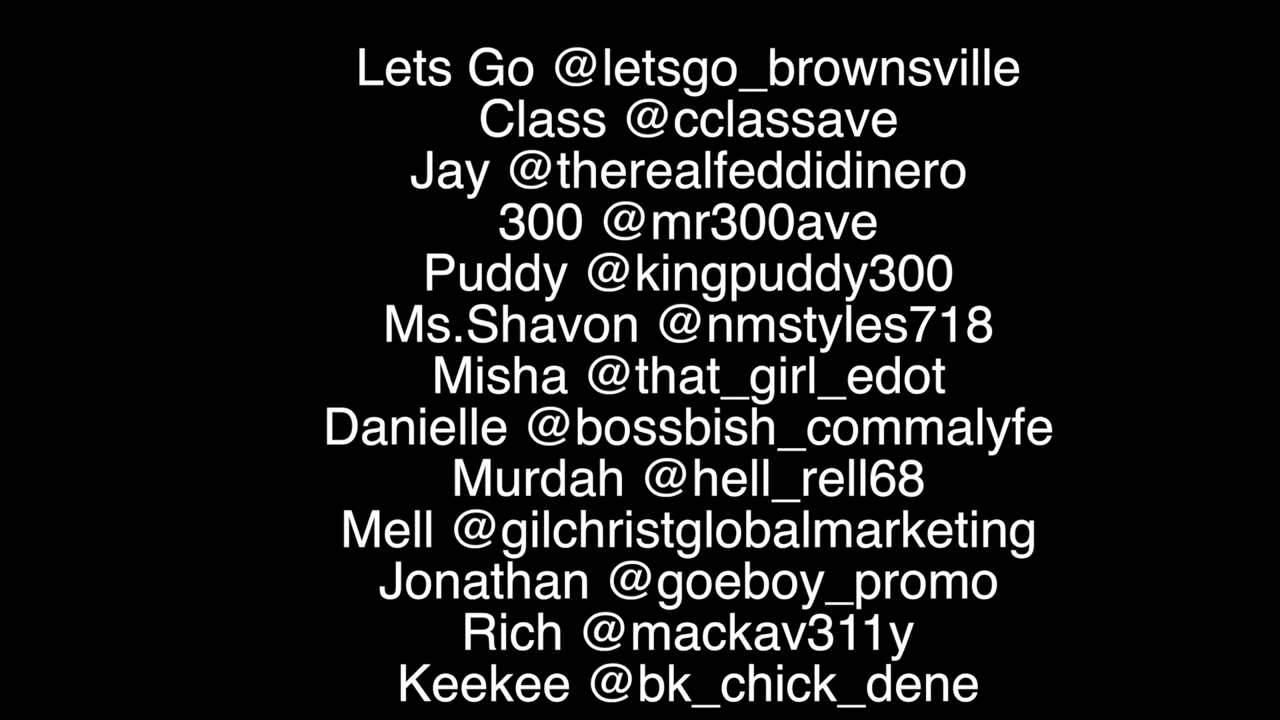 Lets Go @letsgo_brownsville
Class @cclassave
Jay @therealfeddidinero
300 @mr300ave
Puddy @kingpuddy300
Ms.Shavon @nmstyles718
Misha @that_girl_edot
Danielle @bossbish_commalyfe
Murdah @hell_rell68
Mell @gilchristglobalmarketing
Jonathan @goeboy_promo
Rich @mackav311y
Keekee @bk_chick_dene